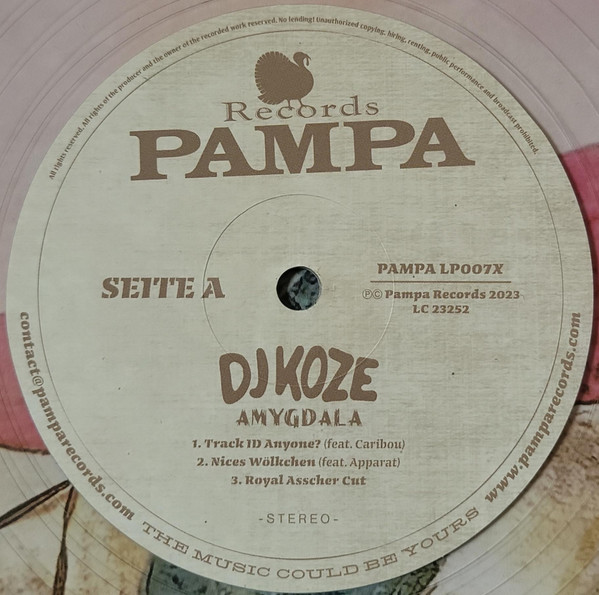 All rights reserved. All rights of the producer and the owner of the recorded work reserved. No lending! Unauthorized copying, hiring, renting, public performance and broadcast prohibited.
Records
PAMPA
SEITE A
PAMPA LP007X
℗© Pampa Records 2023
LC 23252
DJ KOZE
AMYGDALA
1. Track ID Anyone? (feat. Caribou)
2. Nices Wölkchen (feat. Apparat)
3. Royal Asscher Cut
-STEREO-
contact@pamparecords.com
THE MUSIC COULD BE YOURS
www.pamparecords.com